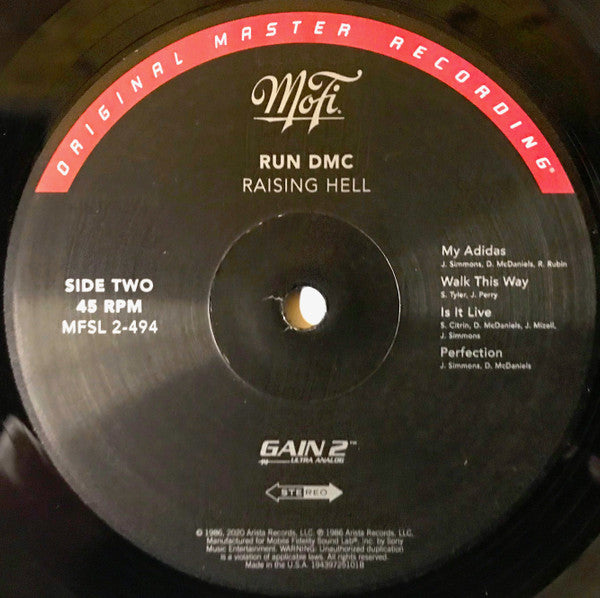 ORIGINAL MASTER RECORDING®
MoFi®
RUN DMC
RAISING HELL
SIDE TWO
45 RPM
MFSL 2-494
My Adidas
J. Simmons, D. McDaniels, R. Rubin
Walk This Way
S. Tyler, J. Perry
Is It Live
S. Citrin, D. McDaniels, J. Mizell,
J. Simmons
Perfection
J. Simmons, D. McDaniels
GAIN 2™
ULTRA ANALOG
STEREO
© 1986, 2020 Arista Records, LLC. ℗ 1986 Arista Records, LLC.
Manufactured for Mobile Fidelity Sound Lab®, Inc. by Sony
Music Entertainment. WARNING: Unauthorized duplication
is a violation of applicable laws. All rights reserved.
Made in the U.S.A. 194397251018